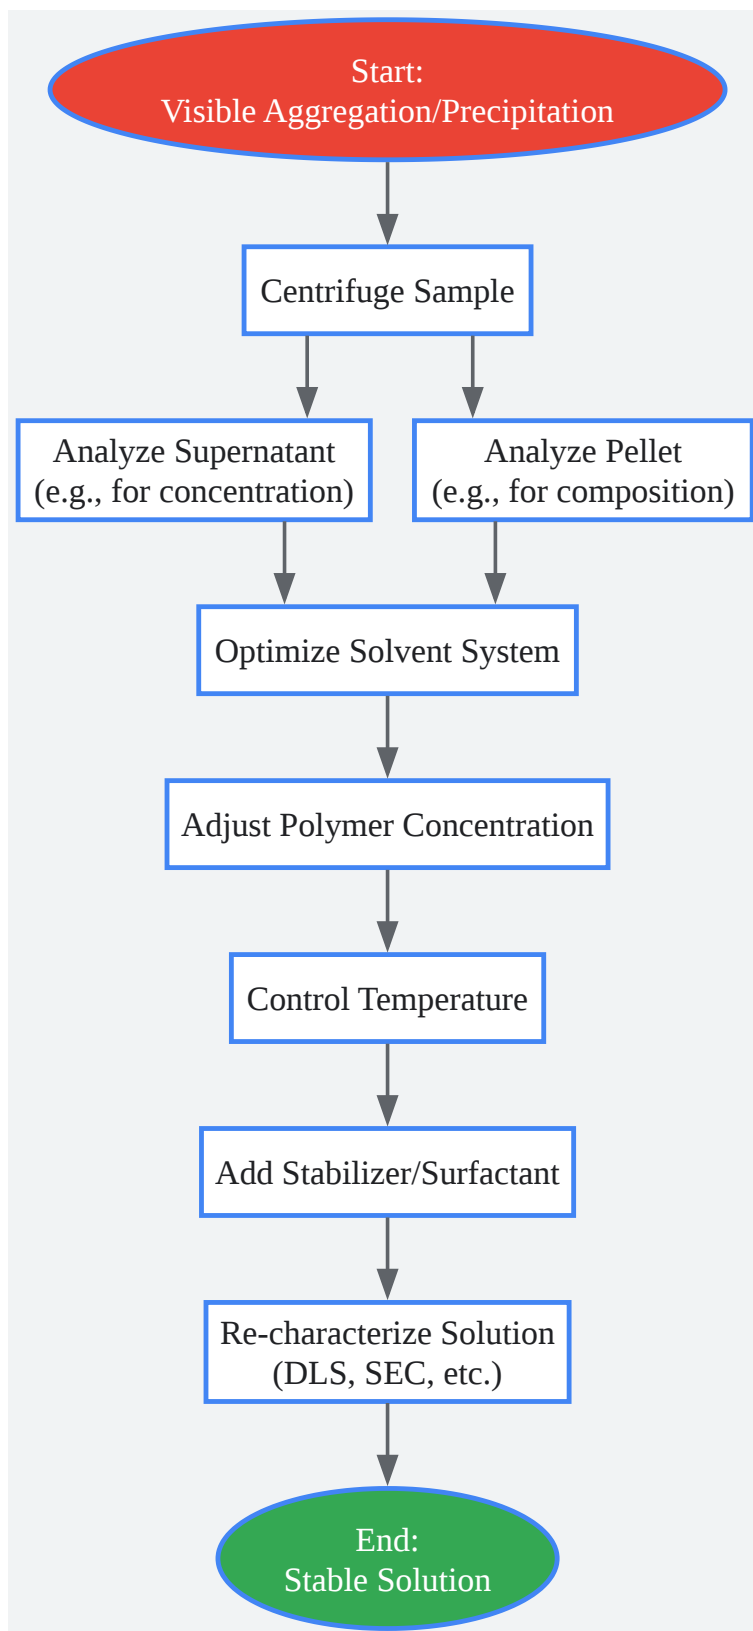 Start:
Visible Aggregation/Precipitation
Centrifuge Sample
Analyze Supernatant
(e.g., for concentration)
Analyze Pellet
(e.g., for composition)
Optimize Solvent System
Adjust Polymer Concentration
Control Temperature
Add Stabilizer/Surfactant
Re-characterize Solution
(DLS, SEC, etc.)
End:
Stable Solution